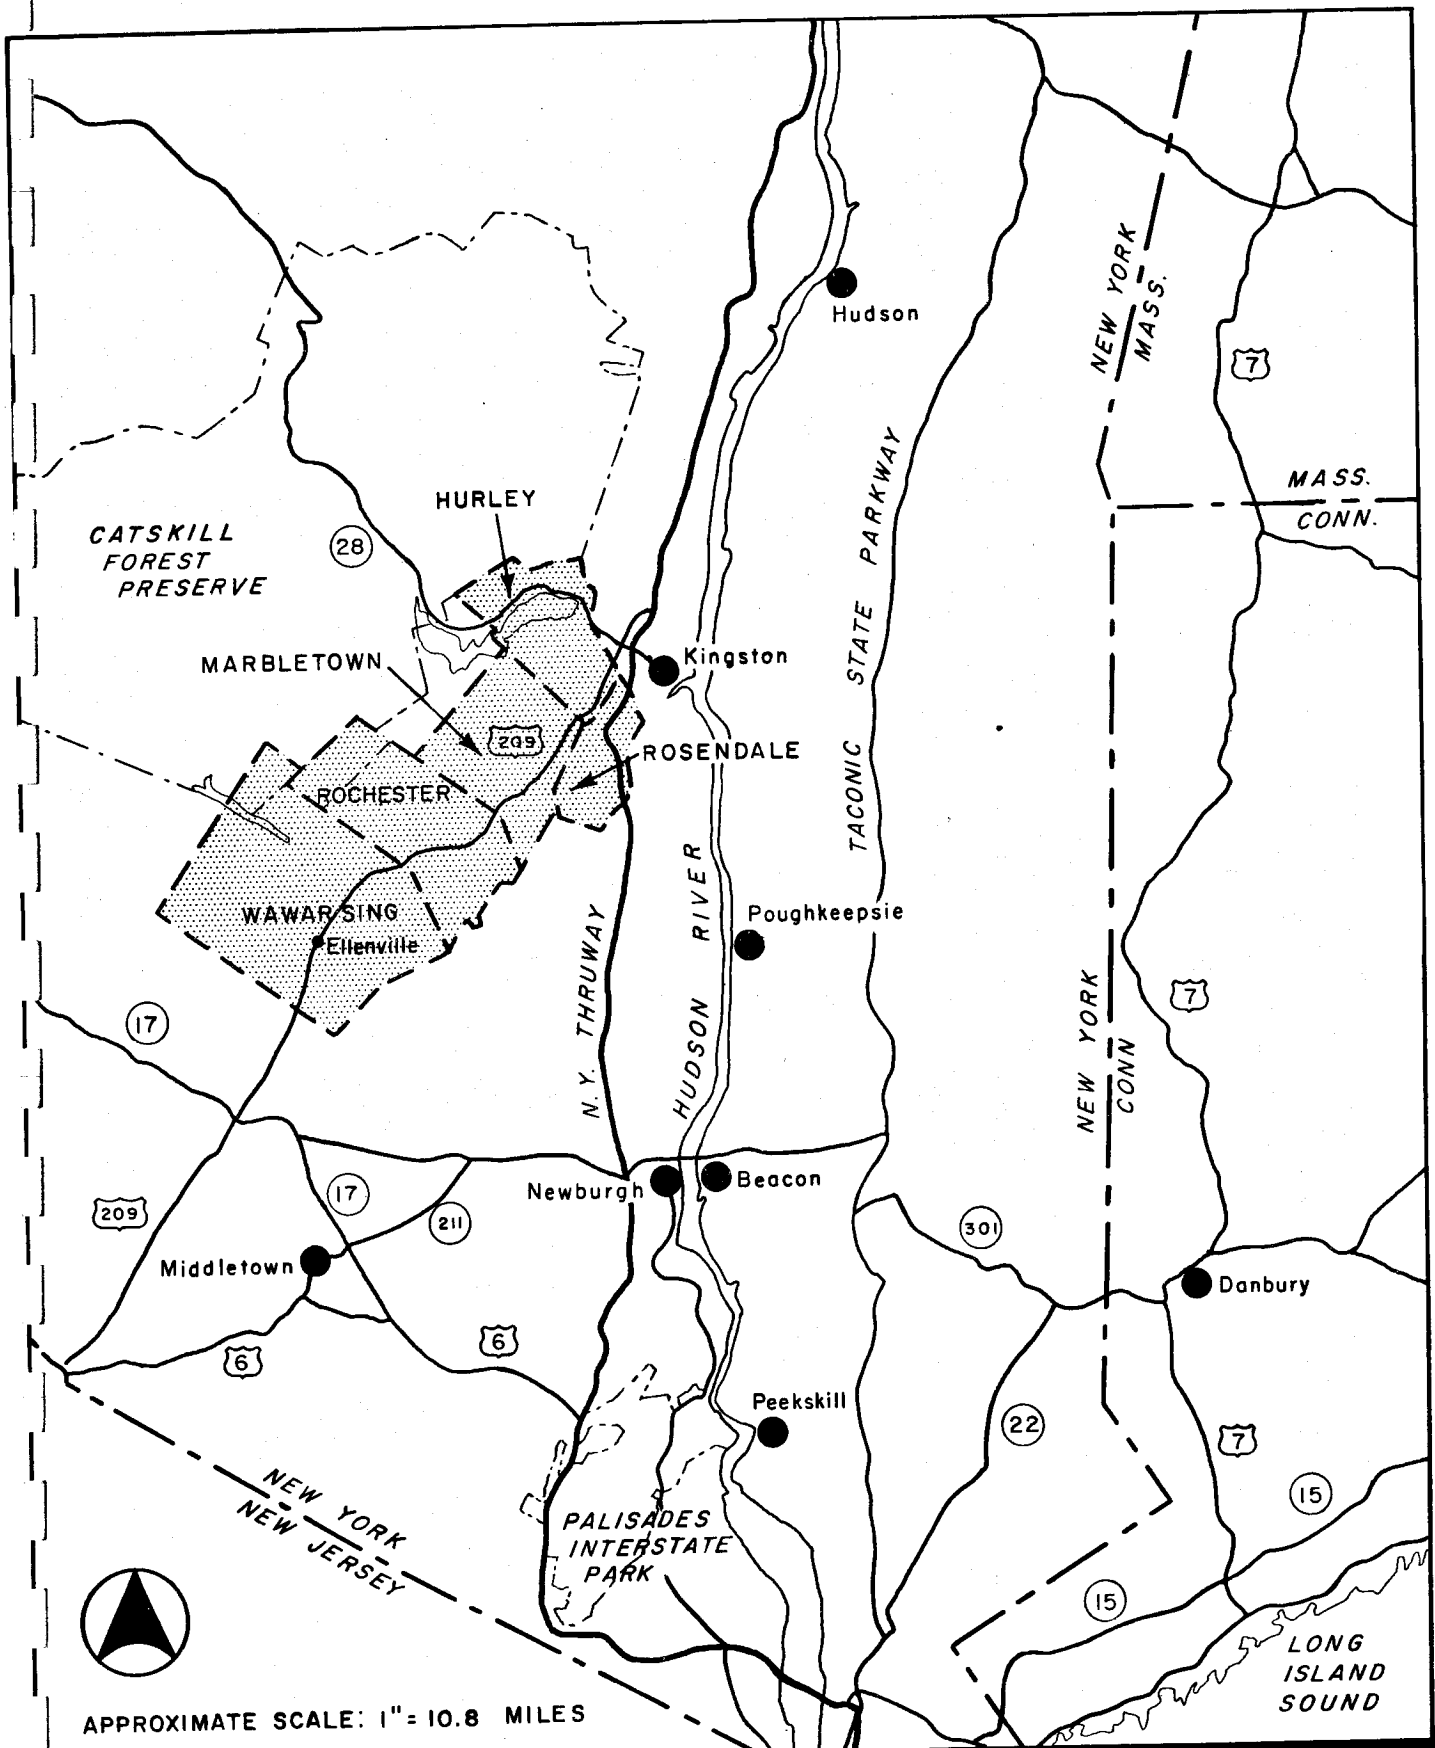 Hudson
NEW YORK
MASS.
7
HURLEY
MASS.
CONN.
CATSKILL
FOREST
PRESERVE
28
TACONIC STATE PARKWAY
MARBLETOWN
Kingston
209
ROSENDALE
ROCHESTER
WAWARSING
Ellenville
Poughkeepsie
HUDSON RIVER
N.Y. THRUWAY
17
7
NEW YORK
CONN
Newburgh
Beacon
17
209
211
301
Middletown
Danbury
6
6
Peekskill
22
7
15
NEW YORK
NEW JERSEY
PALISADES
INTERSTATE
PARK
15
LONG
ISLAND
SOUND
APPROXIMATE SCALE: 1" = 10.8 MILES